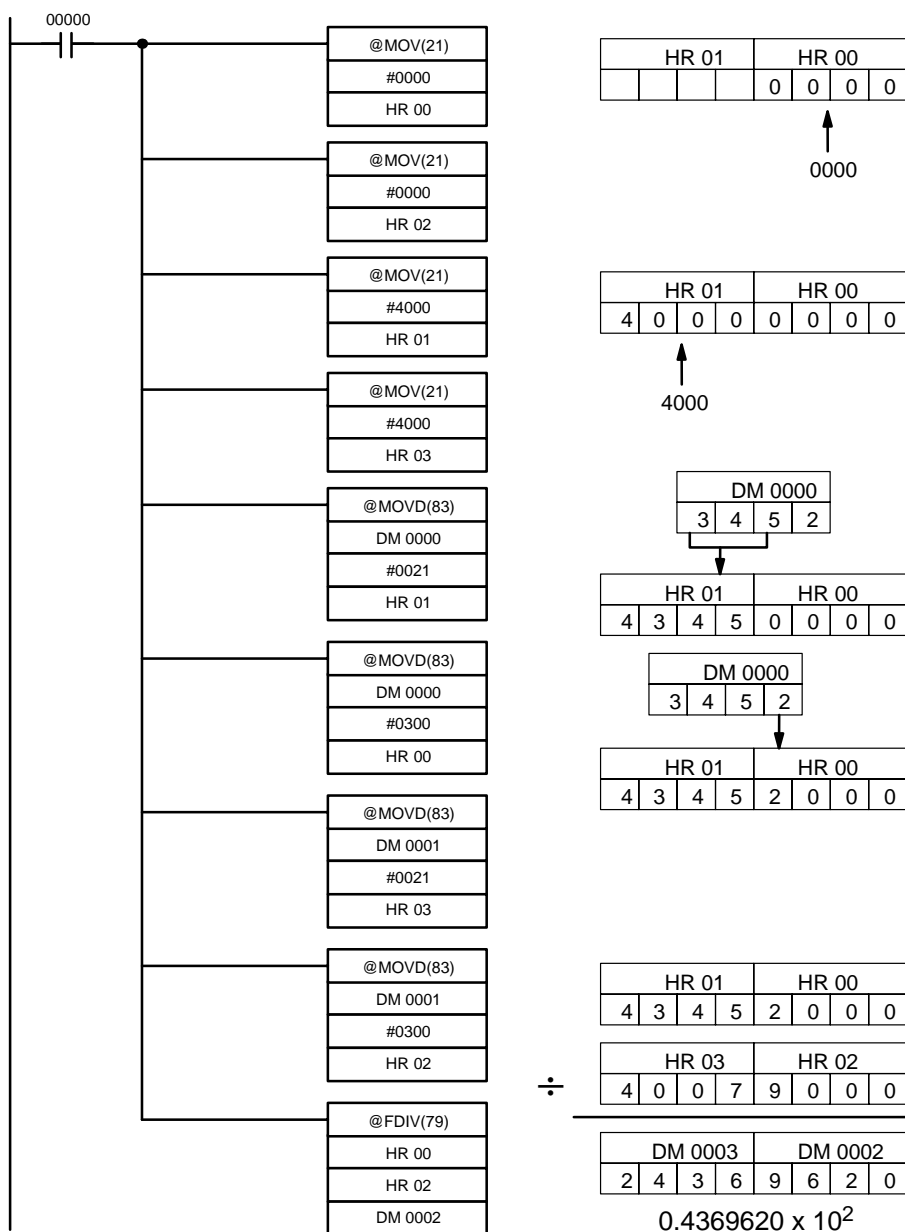 00000
@MOV(21)
#0000
HR 00
HR 01 HR 00
0 0 0 0
0000
@MOV(21)
#0000
HR 02
@MOV(21)
#4000
HR 01
HR 01 HR 00
4 0 0 0 0 0 0 0
4000
@MOV(21)
#4000
HR 03
@MOVD(83)
DM 0000
#0021
HR 01
DM 0000
3 4 5 2
HR 01 HR 00
4 3 4 5 0 0 0 0
@MOVD(83)
DM 0000
#0300
HR 00
DM 0000
3 4 5 2
HR 01 HR 00
4 3 4 5 2 0 0 0
@MOVD(83)
DM 0001
#0021
HR 03
@MOVD(83)
DM 0001
#0300
HR 02
HR 01 HR 00
4 3 4 5 2 0 0 0
HR 03 HR 02
÷ 4 0 0 7 9 0 0 0
@FDIV(79)
HR 00
HR 02
DM 0002
DM 0003 DM 0002
2 4 3 6 9 6 2 0
0.4369620 x 10²